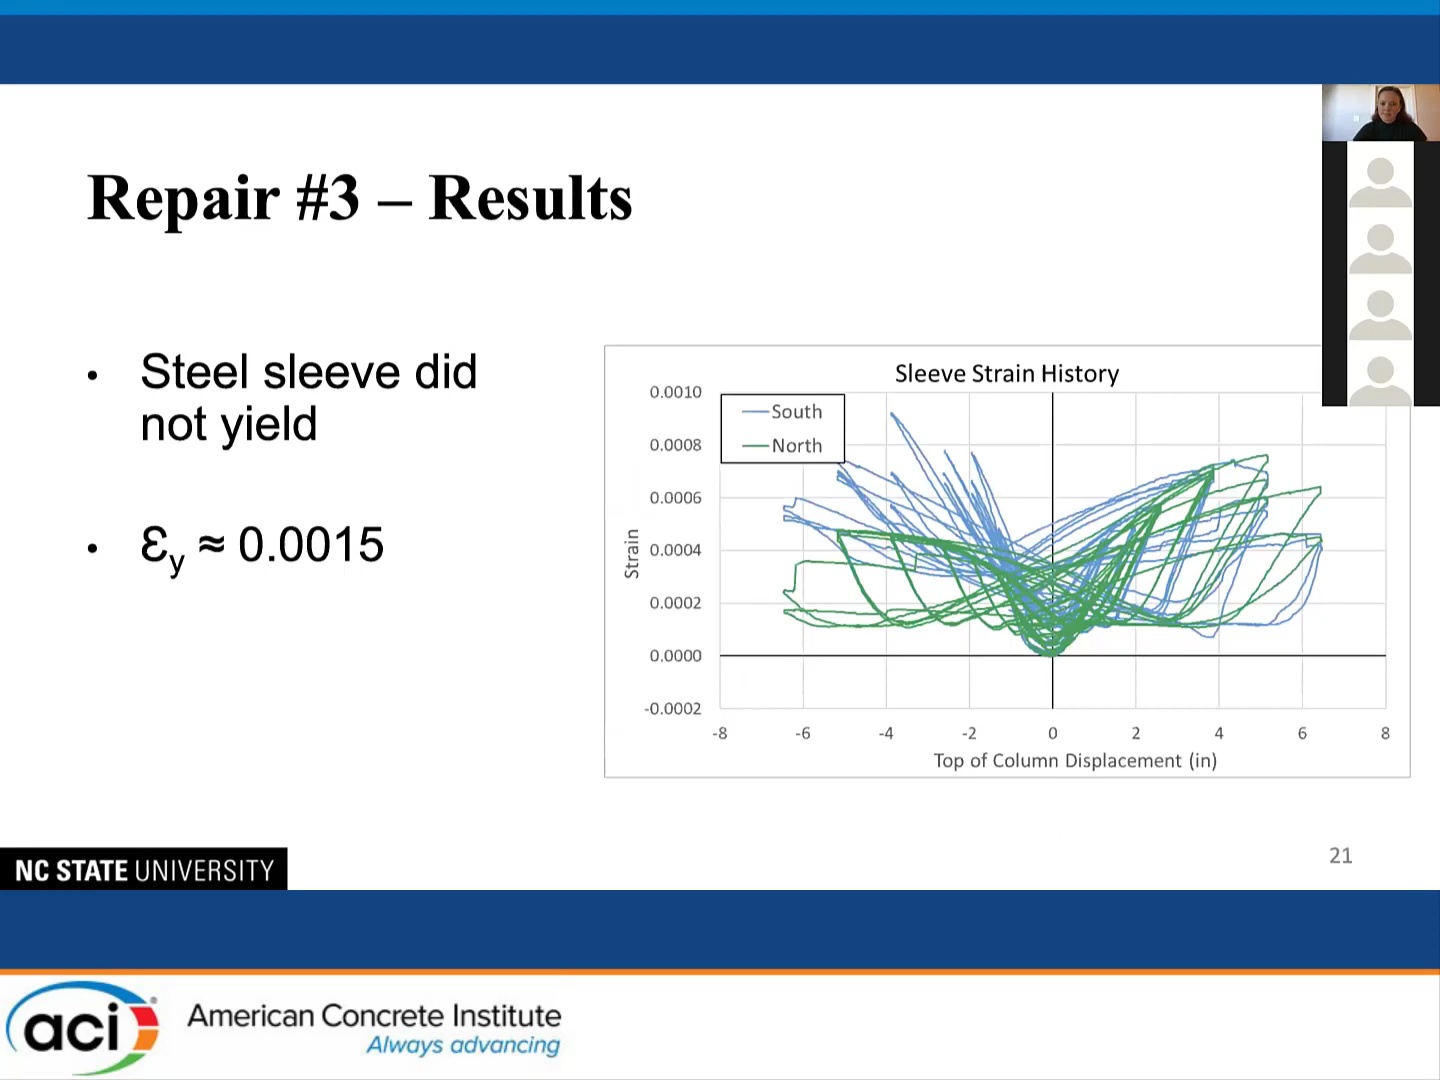 Repair #3 – Results
• Steel sleeve did
not yield
• Ɛy ≈ 0.0015
Sleeve Strain History
South
North
0.0010
0.0008
0.0006
0.0004
0.0002
0.0000
-0.0002
Strain
-8 -6 -4 -2 0 2 4 6 8
Top of Column Displacement (in)
21
NC STATE UNIVERSITY
aci
American Concrete Institute
Always advancing